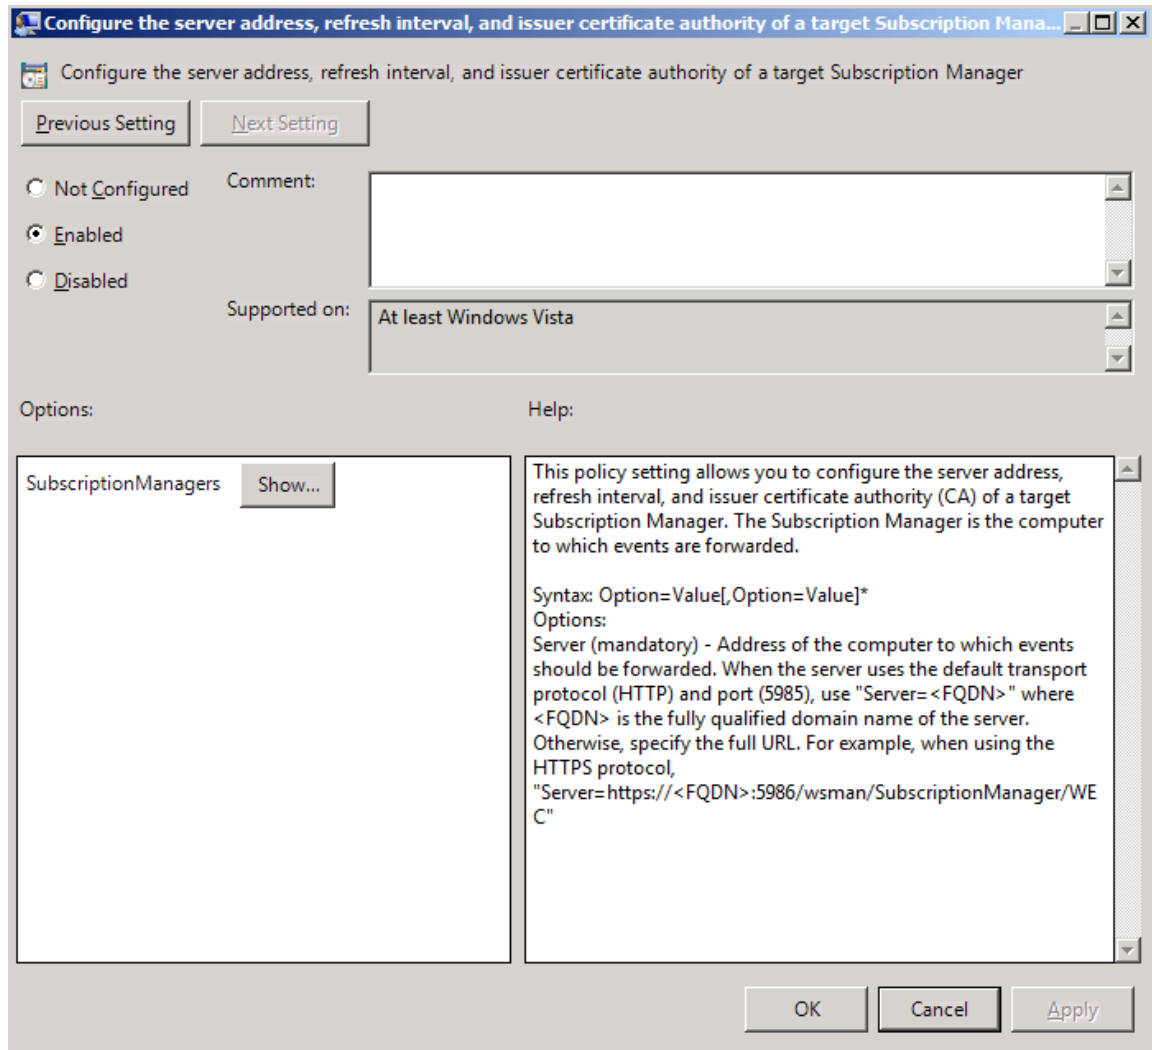 Configure the server address, refresh interval, and issuer certificate authority of a target Subscription Mana...
Configure the server address, refresh interval, and issuer certificate authority of a target Subscription Manager
Previous Setting
Next Setting
Not Configured
Comment:
Enabled
Disabled
Supported on:
At least Windows Vista
Options:
Help:
SubscriptionManagers
Show...
This policy setting allows you to configure the server address,
refresh interval, and issuer certificate authority (CA) of a target
Subscription Manager. The Subscription Manager is the computer
to which events are forwarded.
Syntax: Option=Value[,Option=Value]*
Options:
Server (mandatory) - Address of the computer to which events
should be forwarded. When the server uses the default transport
protocol (HTTP) and port (5985), use "Server=<FQDN>" where
<FQDN> is the fully qualified domain name of the server.
Otherwise, specify the full URL. For example, when using the
HTTPS protocol,
"Server=https://<FQDN>:5986/wsman/SubscriptionManager/WE
C"
OK
Cancel
Apply